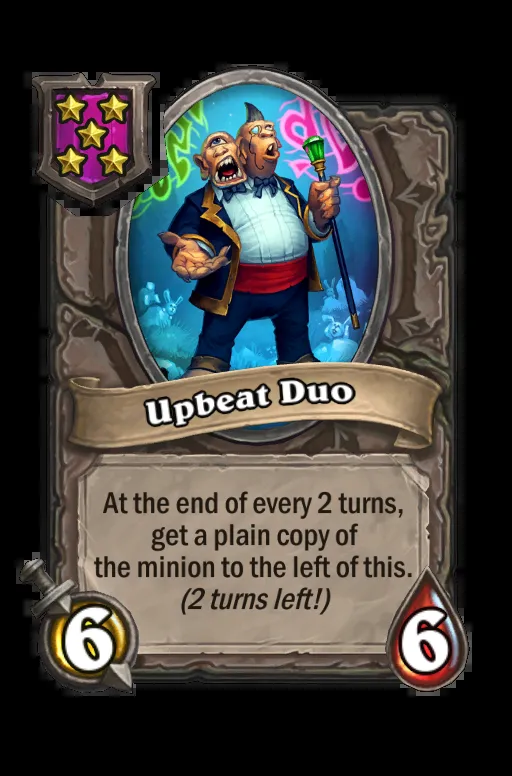 Upbeat Duo
At the end of every 2 turns,
get a plain copy of
the minion to the left of this.
(2 turns left!)
6
6